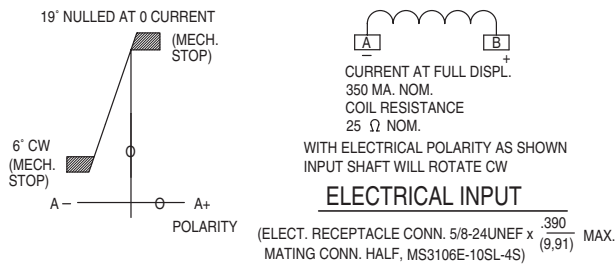 19° NULLED AT 0 CURRENT
(MECH.
STOP)
6° CW
(MECH.
STOP)
O
A – O A+
POLARITY
A B
– +
CURRENT AT FULL DISPL.
350 MA. NOM.
COIL RESISTANCE
25 Ω NOM.
WITH ELECTRICAL POLARITY AS SHOWN
INPUT SHAFT WILL ROTATE CW
ELECTRICAL INPUT
(ELECT. RECEPTACLE CONN. 5/8-24UNEF x .390 / (9,91) MAX.
MATING CONN. HALF, MS3106E-10SL-4S)